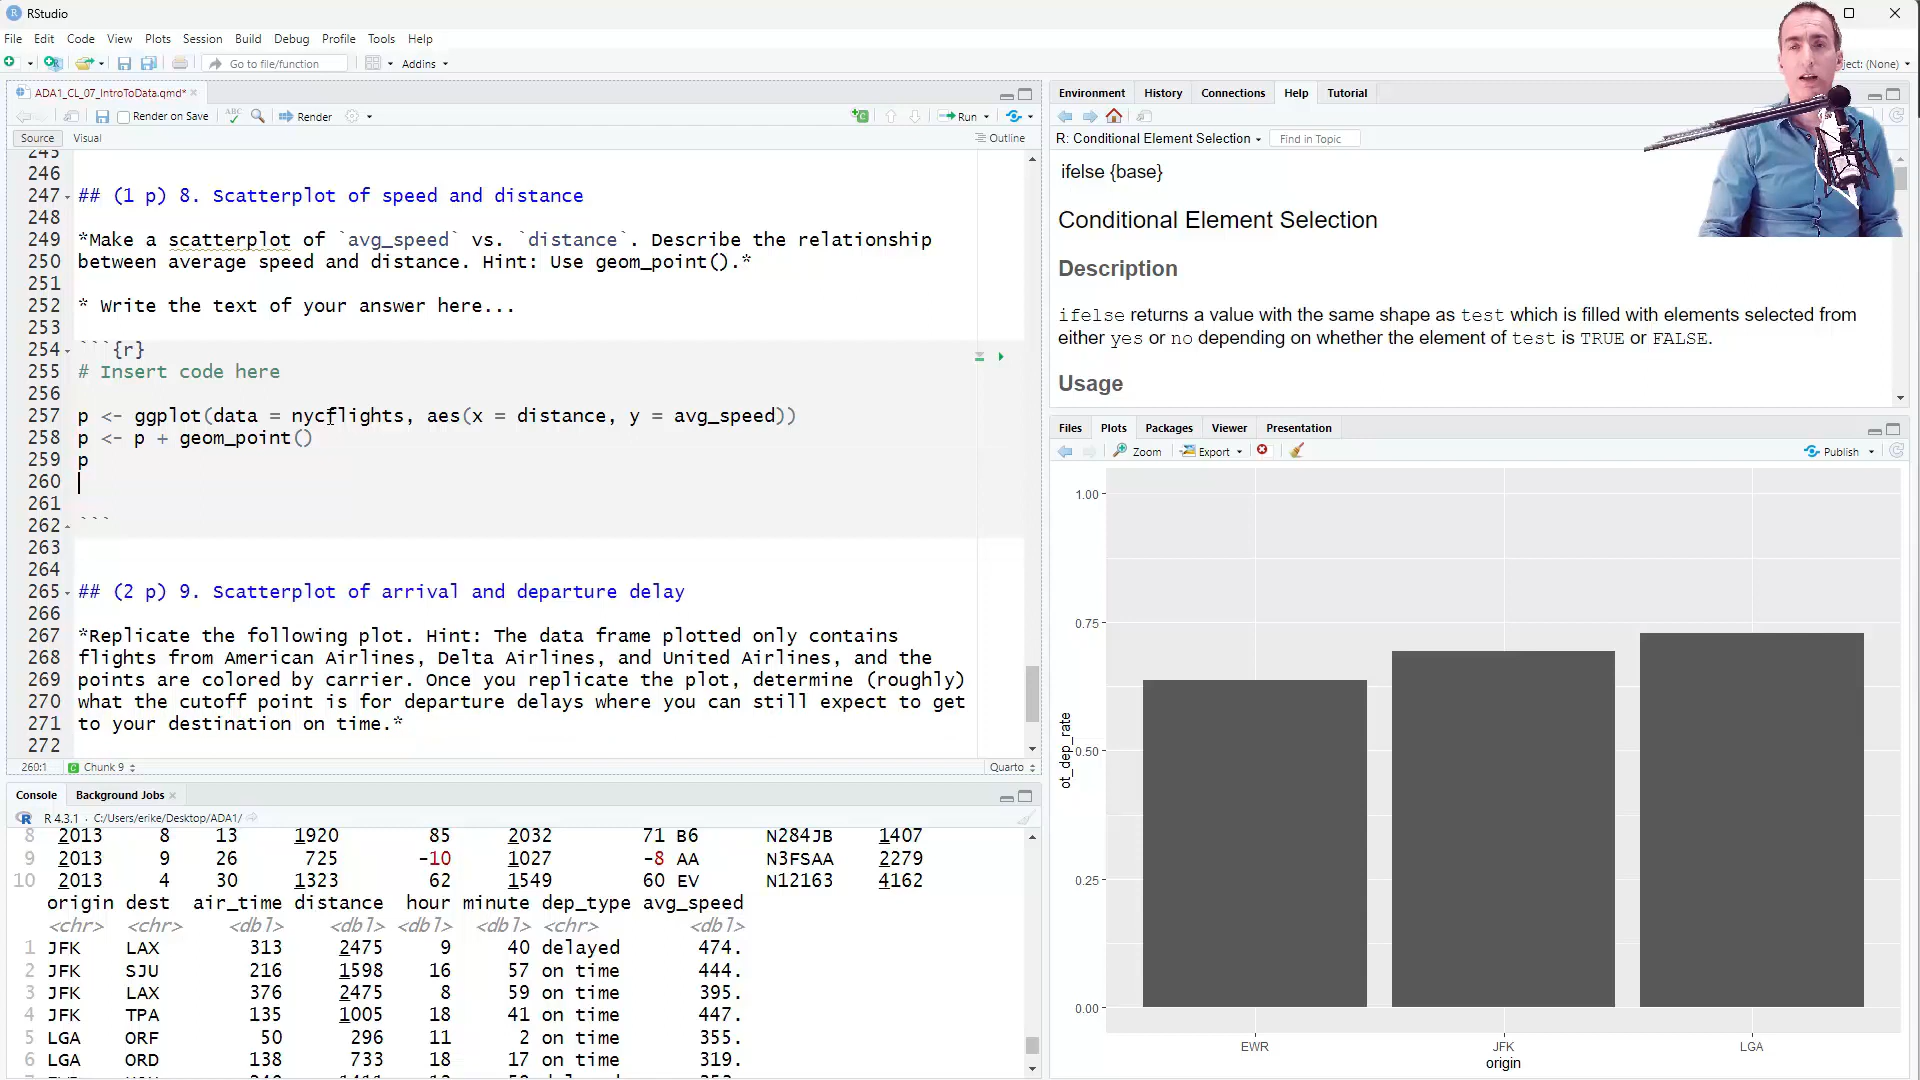 RStudio
File Edit Code View Plots Session Build Debug Profile Tools Help
Go to file/function Addins ject: (None)
ADA1_CL_07_IntroToData.qmd*
Render on Save Render Run
Source Visual Outline
245
246
247 ## (1 p) 8. Scatterplot of speed and distance
248
249 *Make a scatterplot of `avg_speed` vs. `distance`. Describe the relationship
250 between average speed and distance. Hint: Use geom_point().*
251
252 * Write the text of your answer here...
253
254 ```{r}
255 # Insert code here
256
257 p <- ggplot(data = nycflights, aes(x = distance, y = avg_speed))
258 p <- p + geom_point()
259 p
260
261
262 ```
263
264
265 ## (2 p) 9. Scatterplot of arrival and departure delay
266
267 *Replicate the following plot. Hint: The data frame plotted only contains
268 flights from American Airlines, Delta Airlines, and United Airlines, and the
269 points are colored by carrier. Once you replicate the plot, determine (roughly)
270 what the cutoff point is for departure delays where you can still expect to get
271 to your destination on time.*
272
260:1 Chunk 9 Quarto
Console Background Jobs
R 4.3.1 · C:/Users/erike/Desktop/ADA1/
8 2013 8 13 1920 85 2032 71 B6 N284JB 1407
9 2013 9 26 725 -10 1027 -8 AA N3FSAA 2279
10 2013 4 30 1323 62 1549 60 EV N12163 4162
origin dest air_time distance hour minute dep_type avg_speed
<chr> <chr> <dbl> <dbl> <dbl> <dbl> <chr> <dbl>
1 JFK LAX 313 2475 9 40 delayed 474.
2 JFK SJU 216 1598 16 57 on time 444.
3 JFK LAX 376 2475 8 59 on time 395.
4 JFK TPA 135 1005 18 41 on time 447.
5 LGA ORF 50 296 11 2 on time 355.
6 LGA ORD 138 733 18 17 on time 319.
Environment History Connections Help Tutorial
R: Conditional Element Selection Find in Topic
ifelse {base}
Conditional Element Selection
Description
ifelse returns a value with the same shape as test which is filled with elements selected from
either yes or no depending on whether the element of test is TRUE or FALSE.
Usage
Files Plots Packages Viewer Presentation
Zoom Export Publish
1.00
0.75
0.50
0.25
0.00
ot_dep_rate
EWR JFK LGA
origin